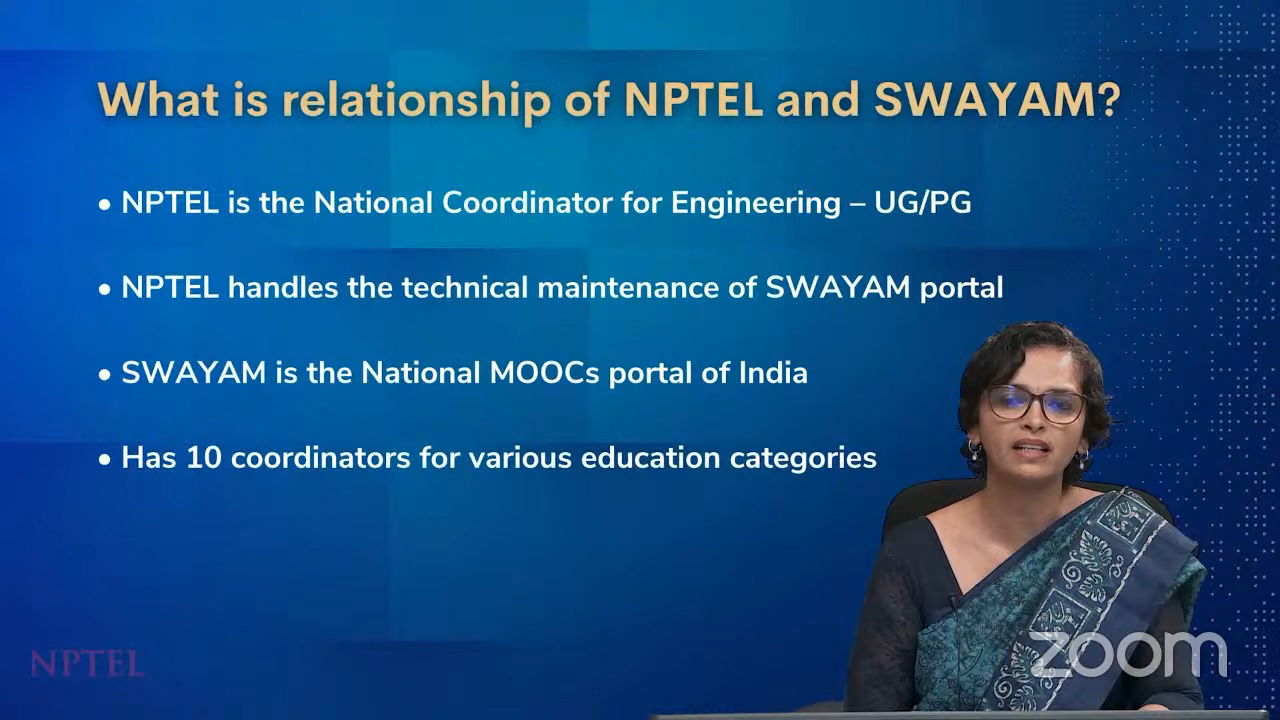 What is relationship of NPTEL and SWAYAM?
• NPTEL is the National Coordinator for Engineering – UG/PG
• NPTEL handles the technical maintenance of SWAYAM portal
• SWAYAM is the National MOOCs portal of India
• Has 10 coordinators for various education categories
NPTEL
zoom